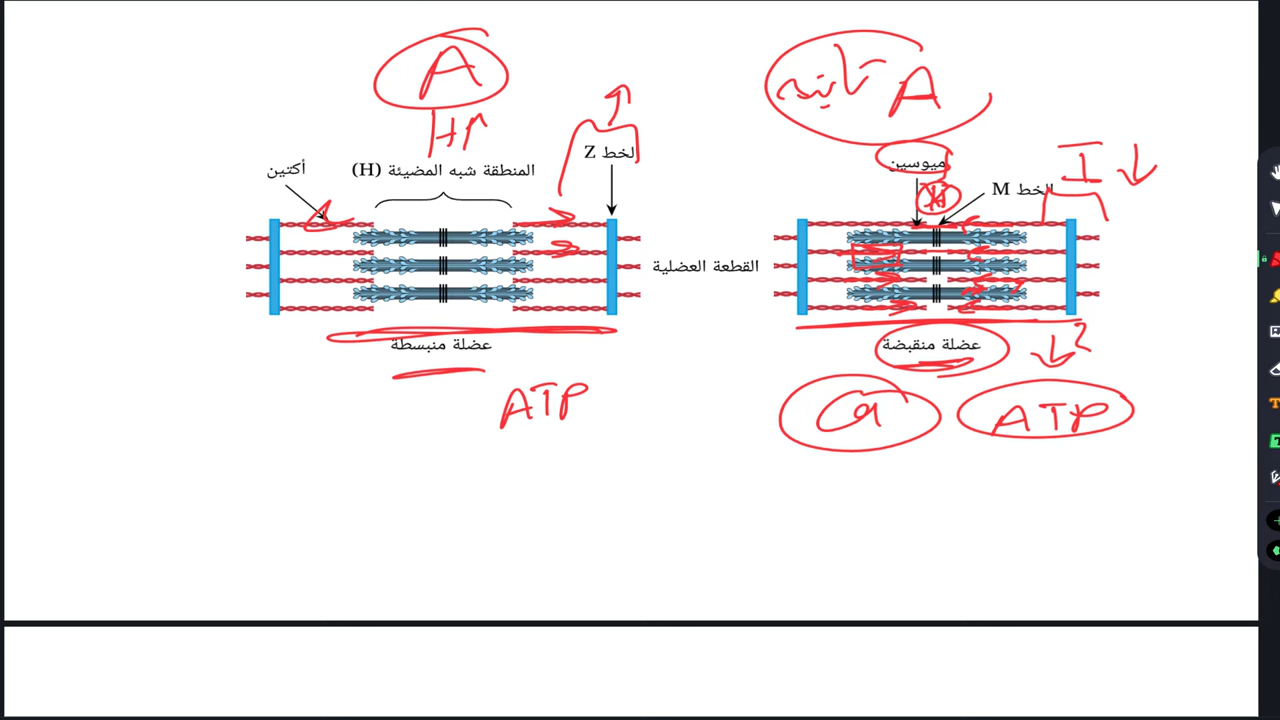 A
A ثابتة
H↑
لخط Z
ميوسين
I ↓
أكتين
المنطقة شبه المضيئة (H)
H
الخط M
القطعة العضلية
عضلة منبسطة
عضلة منقبضة
ATP
ATP